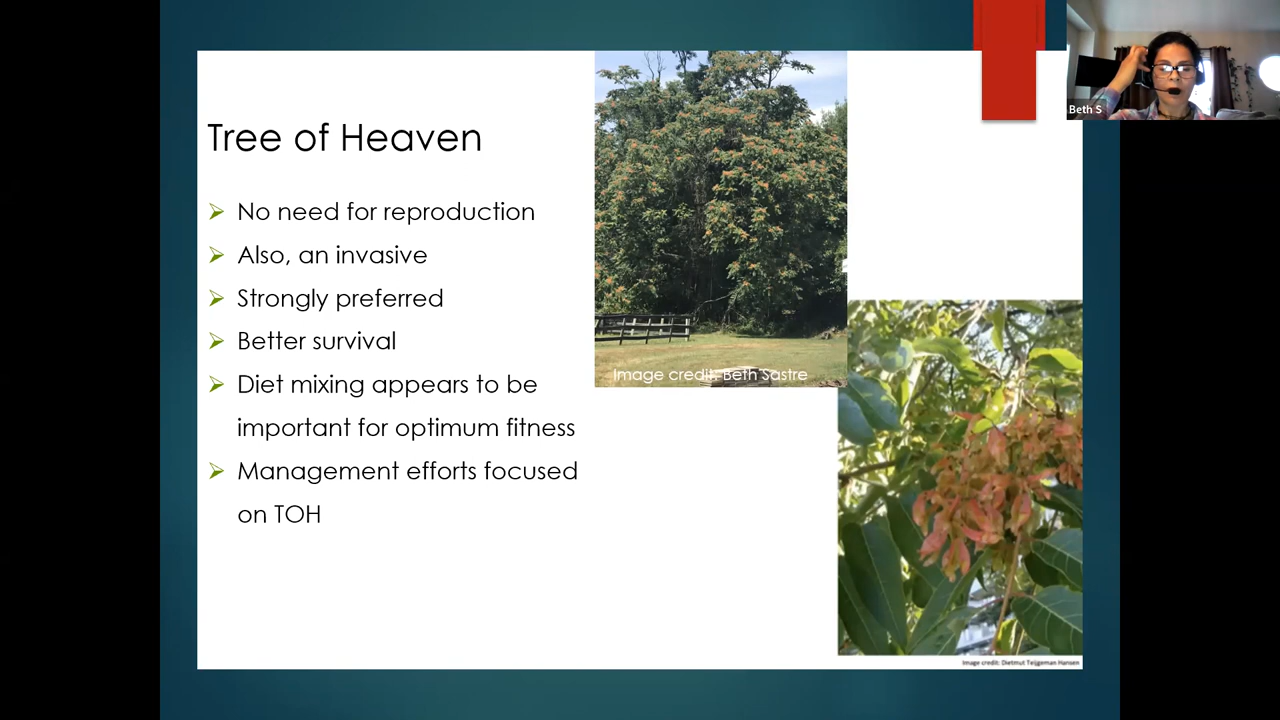 Beth S
Tree of Heaven
No need for reproduction
Also, an invasive
Strongly preferred
Better survival
Diet mixing appears to be
important for optimum fitness
Management efforts focused
on TOH
Image credit: Beth Sastre
Image credit: Dietmut Teijgeman Hansen